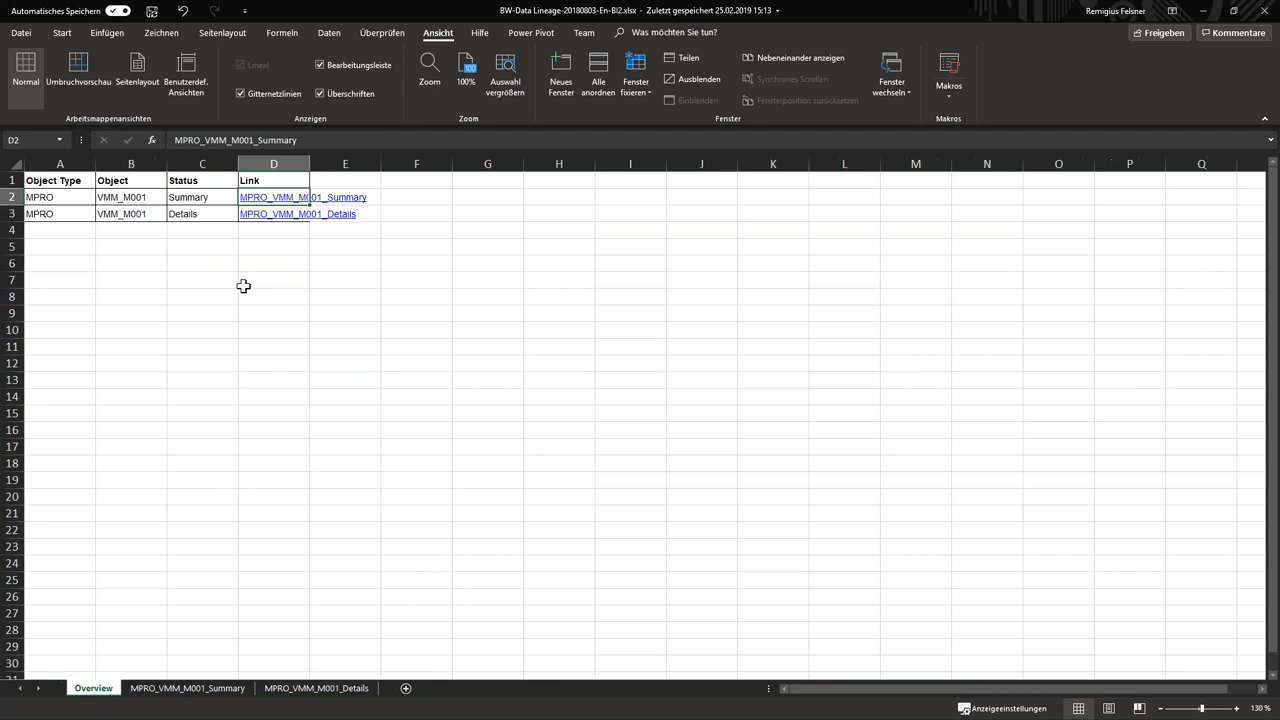 Automatisches Speichern
BW-Data Lineage-20180803-En-BI2.xlsx - Zuletzt gespeichert 25.02.2019 15:13
Remigius Felsner
Datei Start Einfügen Zeichnen Seitenlayout Formeln Daten Überprüfen Ansicht Hilfe Power Pivot Team Was möchten Sie tun? Freigeben Kommentare
Normal Umbruchvorschau Seitenlayout Benutzerdef. Ansichten
Arbeitsmappenansichten
Lineal Bearbeitungsleiste
Gitternetzlinien Überschriften
Anzeigen
Zoom 100% Auswahl vergrößern
Zoom
Neues Fenster Alle anordnen Fenster fixieren
Teilen
Ausblenden
Einblenden
Nebeneinander anzeigen
Synchrones Scrollen
Fensterposition zurücksetzen
Fenster wechseln
Fenster
Makros
Makros
D2 fx MPRO_VMM_M001_Summary
A B C D E F G H I J K L M N O P Q
1 Object Type Object Status Link
2 MPRO VMM_M001 Summary MPRO_VMM_M001_Summary
3 MPRO VMM_M001 Details MPRO_VMM_M001_Details
4
5
6
7
8
9
10
11
12
13
14
15
16
17
18
19
20
21
22
23
24
25
26
27
28
29
30
Overview MPRO_VMM_M001_Summary MPRO_VMM_M001_Details
Anzeigeeinstellungen 130 %